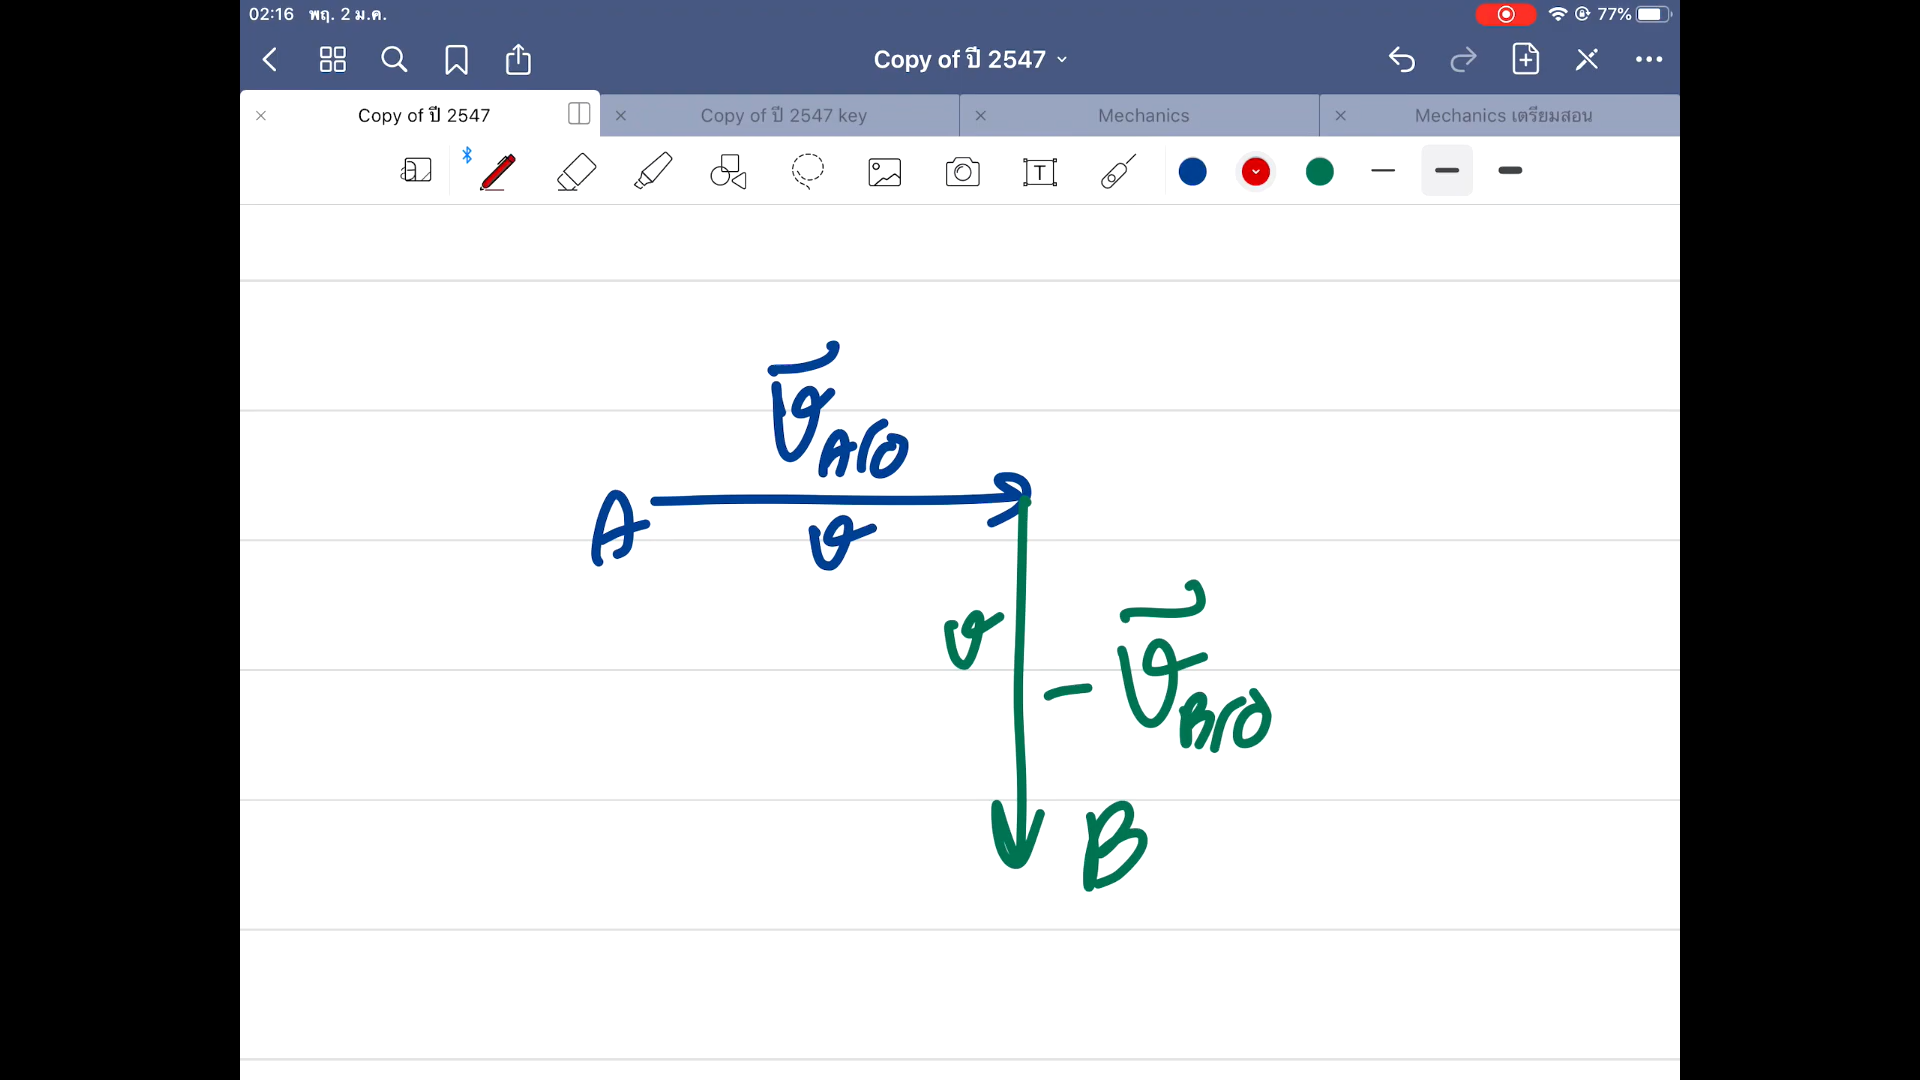 02:16 พฤ. 2 ม.ค. 77%
Copy of ปี 2547
Copy of ปี 2547 Copy of ปี 2547 key Mechanics Mechanics เตรียมสอน
T
v⃗A/O
A
v
v
- v⃗B/O
B